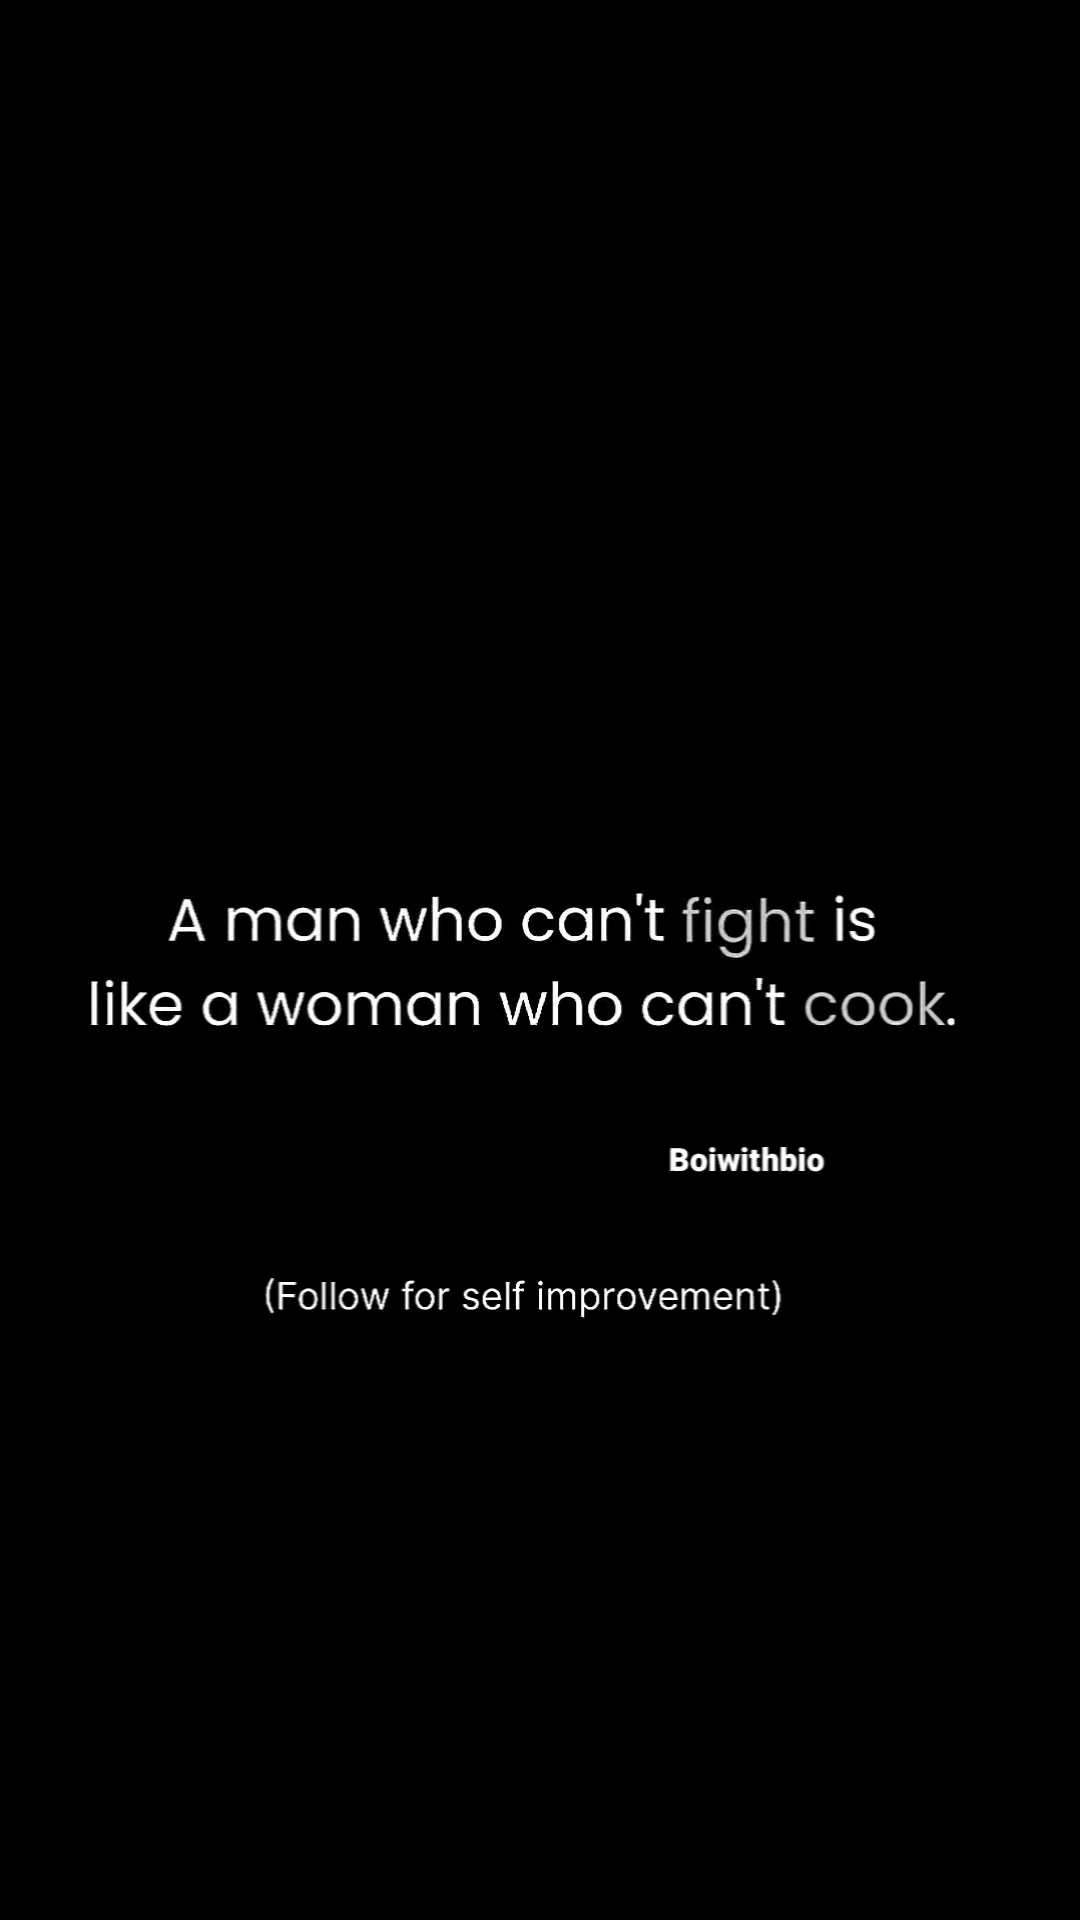 A man who can't fight is
like a woman who can't cook.
Boiwithbio
(Follow for self improvement)